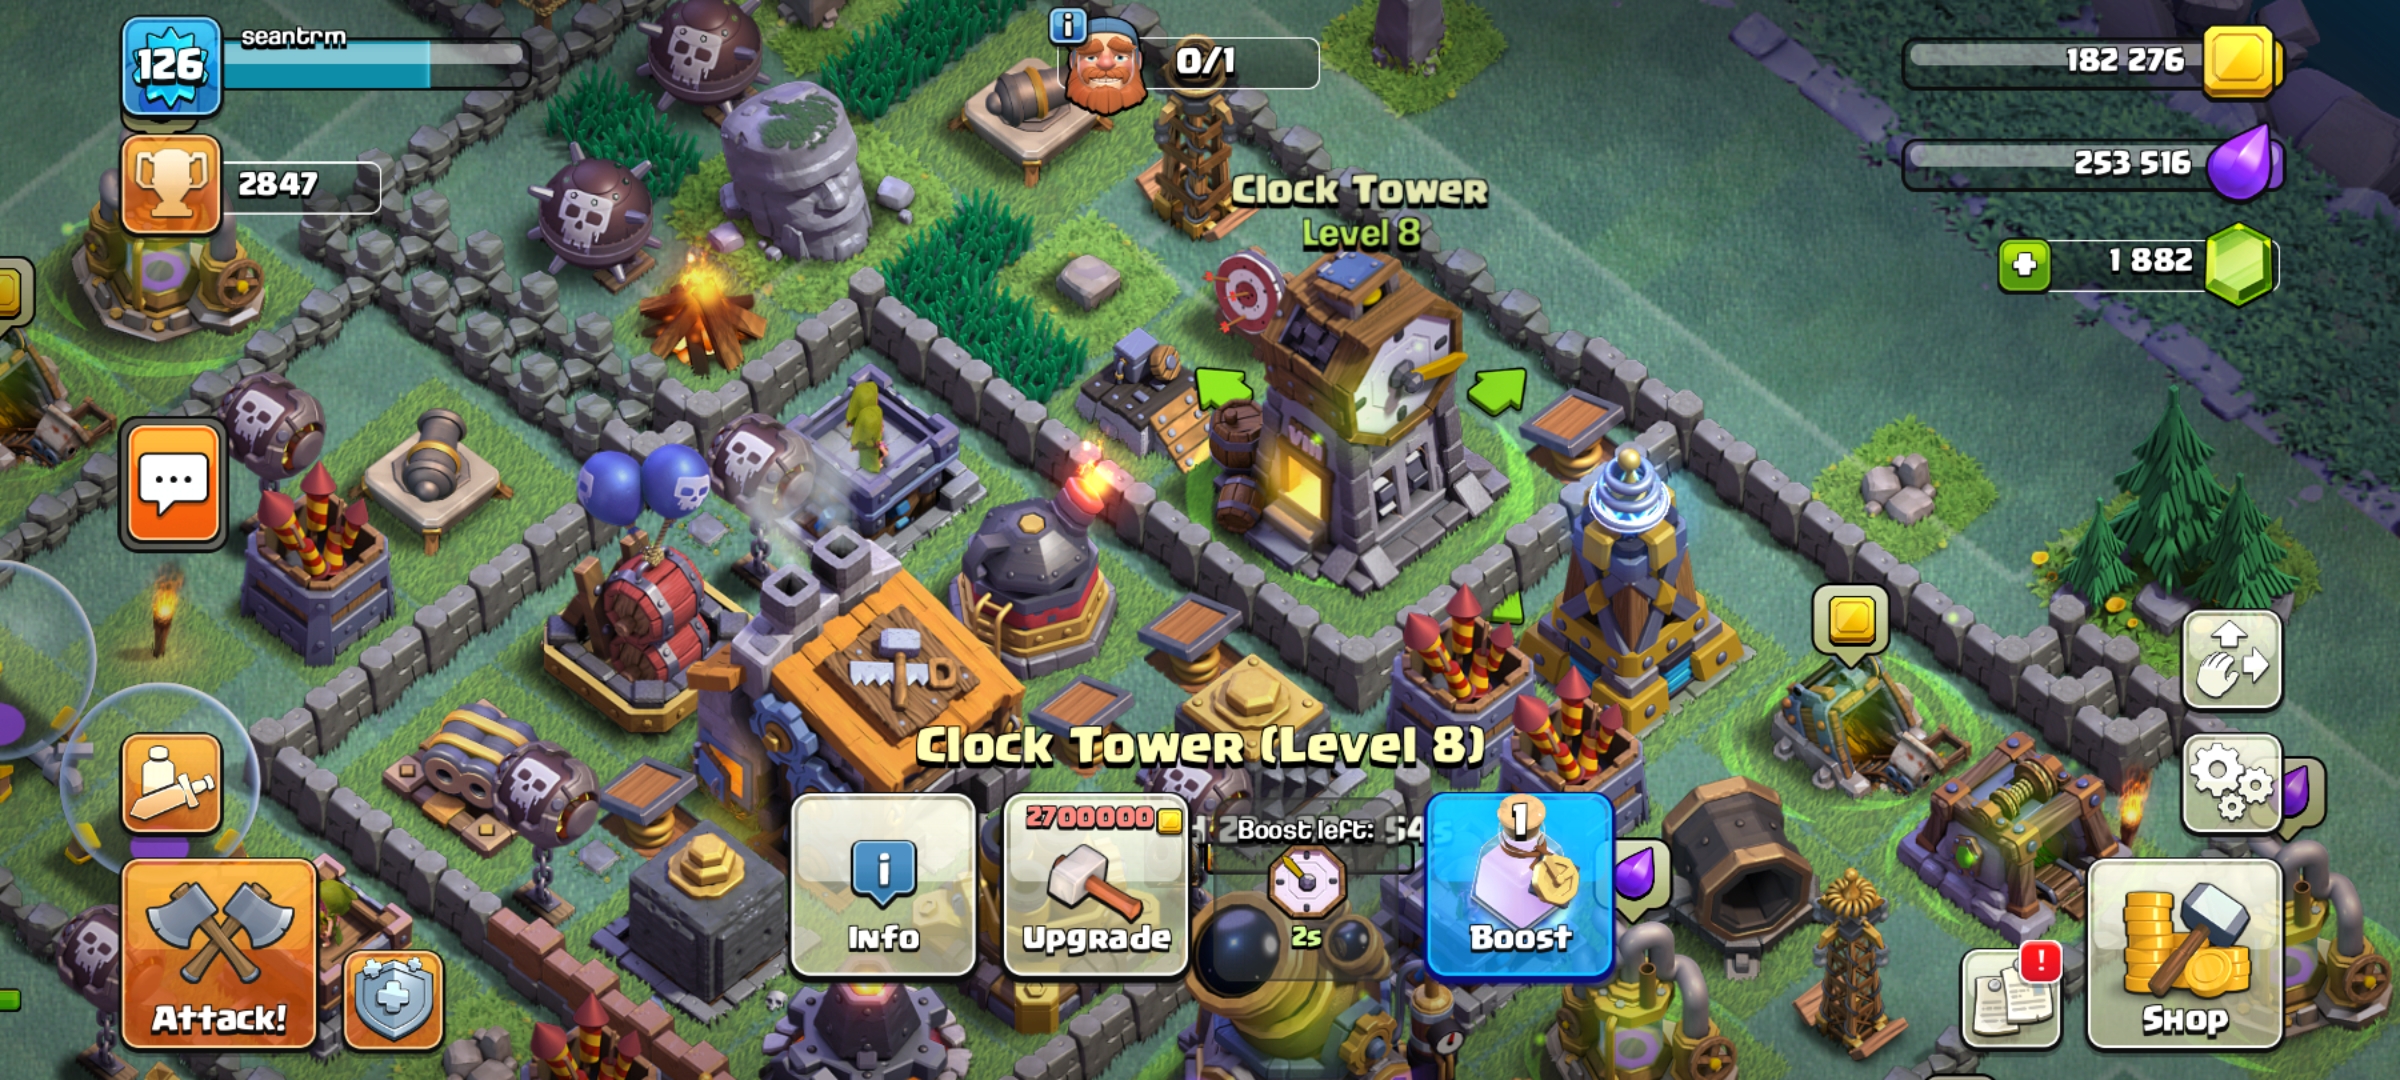 126
seantrm
0/1
182 276
2847
253 516
Clock Tower
Level 8
1 882
VIII
Clock Tower (Level 8)
2700000
Boost left:
1
Info
Upgrade
2s
Boost
Attack!
!
Shop